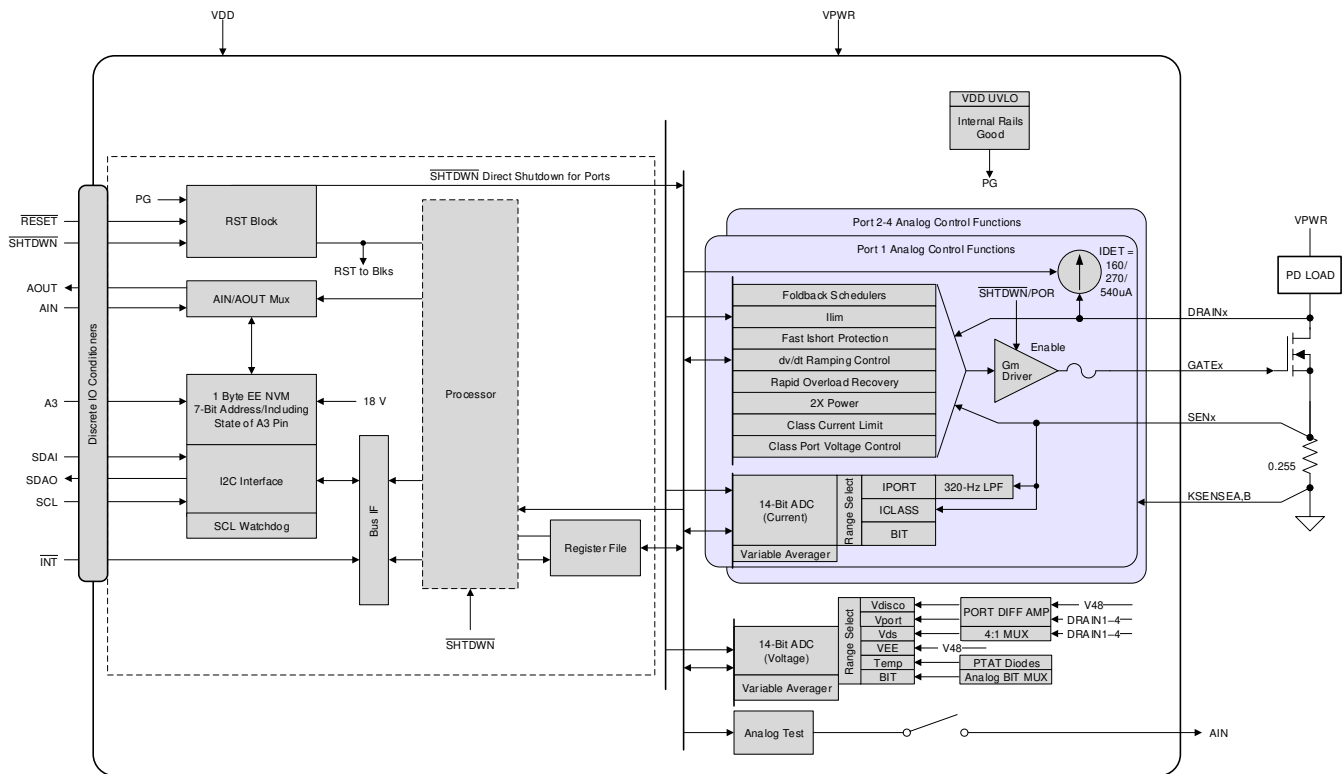 VDD
VPWR
VDD UVLO
Internal Rails
Good
PG
SHTDWN Direct Shutdown for Ports
PG
RST Block
RESET
SHTDWN
RST to Blks
AOUT
AIN
AIN/AOUT Mux
Discrete IO Conditioners
A3
1 Byte EE NVM
7-Bit Address/Including
State of A3 Pin
18 V
SDAI
SDAO
SCL
I2C Interface
SCL Watchdog
INT
Bus IF
Processor
SHTDWN
Register File
Port 2-4 Analog Control Functions
Port 1 Analog Control Functions
IDET =
160/
270/
540uA
SHTDWN/POR
Foldback Schedulers
Ilim
Fast Ishort Protection
dv/dt Ramping Control
Rapid Overload Recovery
2X Power
Class Current Limit
Class Port Voltage Control
Enable
Gm
Driver
VPWR
PD LOAD
DRAINx
GATEx
SENx
0.255
KSENSEA,B
14-Bit ADC
(Current)
Variable Averager
Range Select
IPORT
320-Hz LPF
ICLASS
BIT
14-Bit ADC
(Voltage)
Variable Averager
Range Select
Vdisco
Vport
Vds
VEE
Temp
BIT
PORT DIFF AMP
4:1 MUX
V48
DRAIN1–4
DRAIN1–4
V48
PTAT Diodes
Analog BIT MUX
Analog Test
AIN